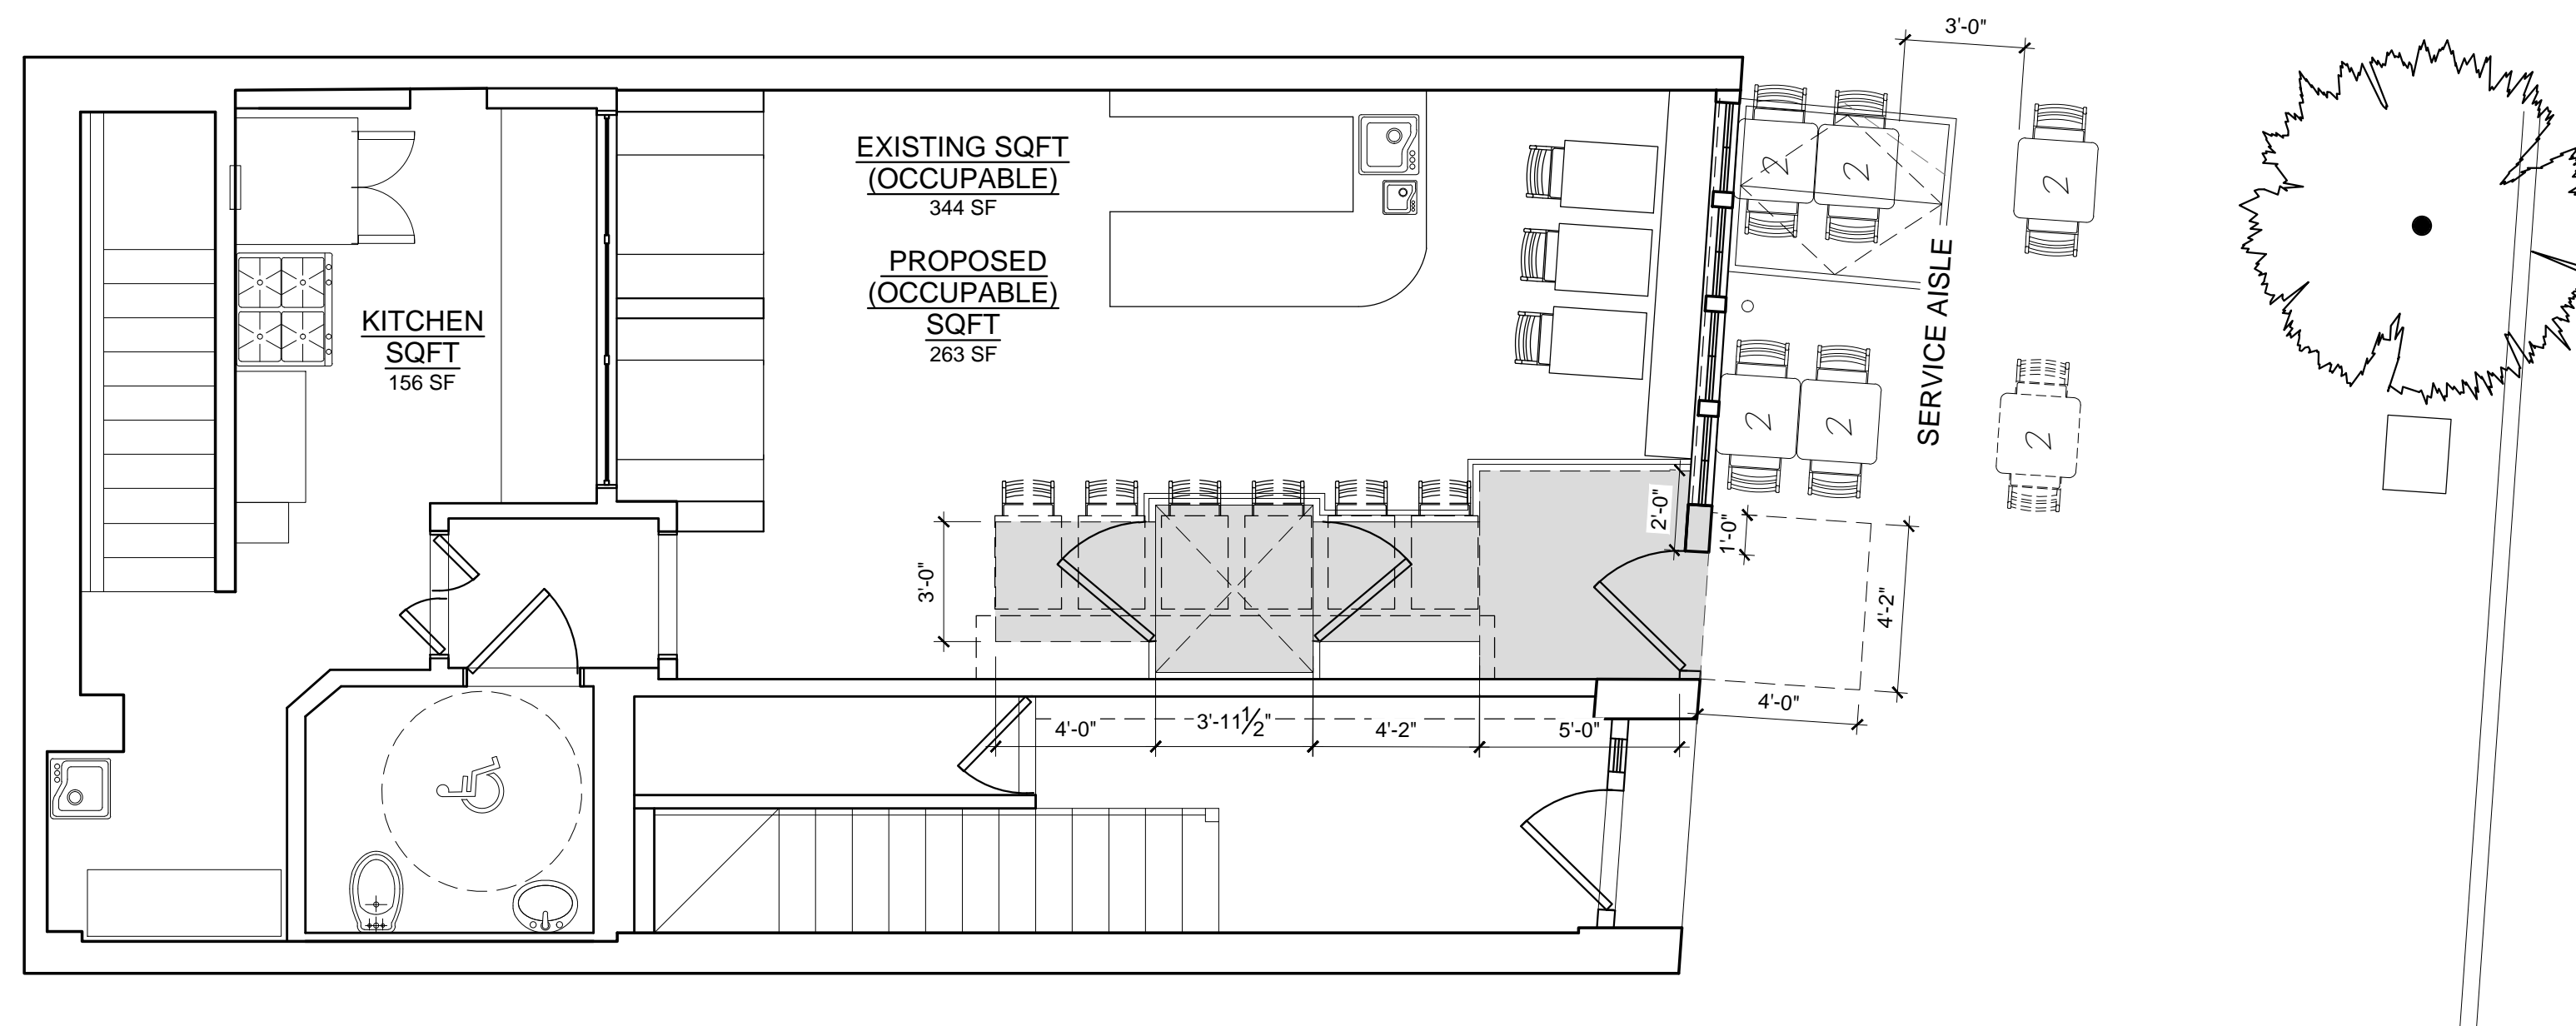 3'-0"
EXISTING SQFT
(OCCUPABLE)
344 SF
PROPOSED
(OCCUPABLE)
SQFT
263 SF
KITCHEN
SQFT
156 SF
2
2
2
SERVICE AISLE
2
2
2
2'-0"
1'-0"
3'-0"
4'-2"
4'-0"
4'-0"
3'-11½"
4'-2"
5'-0"